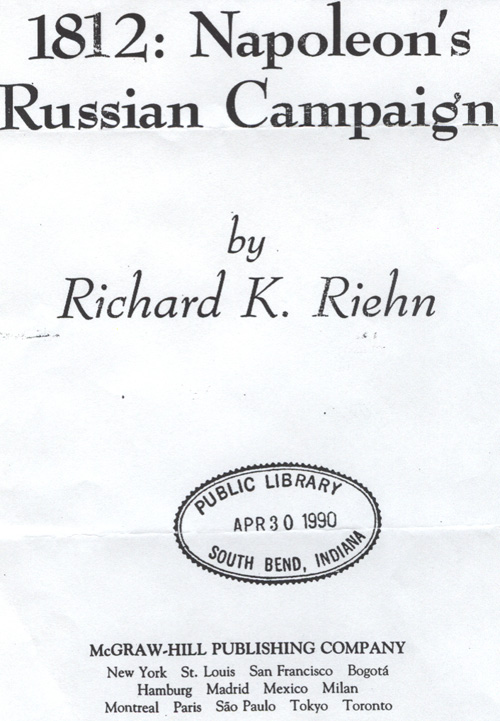 1812: Napoleon's
Russian Campaign
by
Richard K. Riehn
PUBLIC LIBRARY
APR 30 1990
SOUTH BEND, INDIANA
McGRAW-HILL PUBLISHING COMPANY
New York St. Louis San Francisco Bogotá
Hamburg Madrid Mexico Milan
Montreal Paris São Paulo Tokyo Toronto